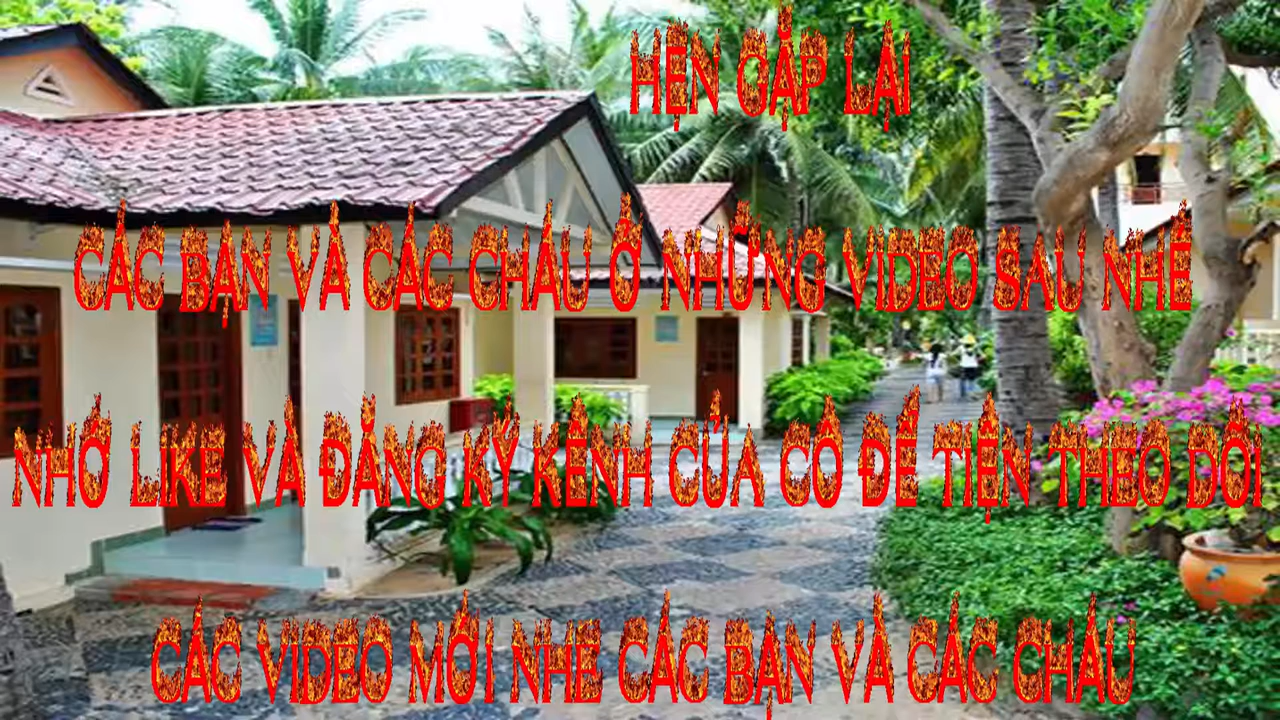 HẸN GẶP LẠI
CÁC BẠN VÀ CÁC CHÁU Ở NHỮNG VIDEO SAU NHÉ
NHỚ LIKE VÀ ĐĂNG KÝ KÊNH CỦA CÔ ĐỂ TIỆN THEO DÕI
CÁC VIDEO MỚI NHE CÁC BẠN VÀ CÁC CHÁU